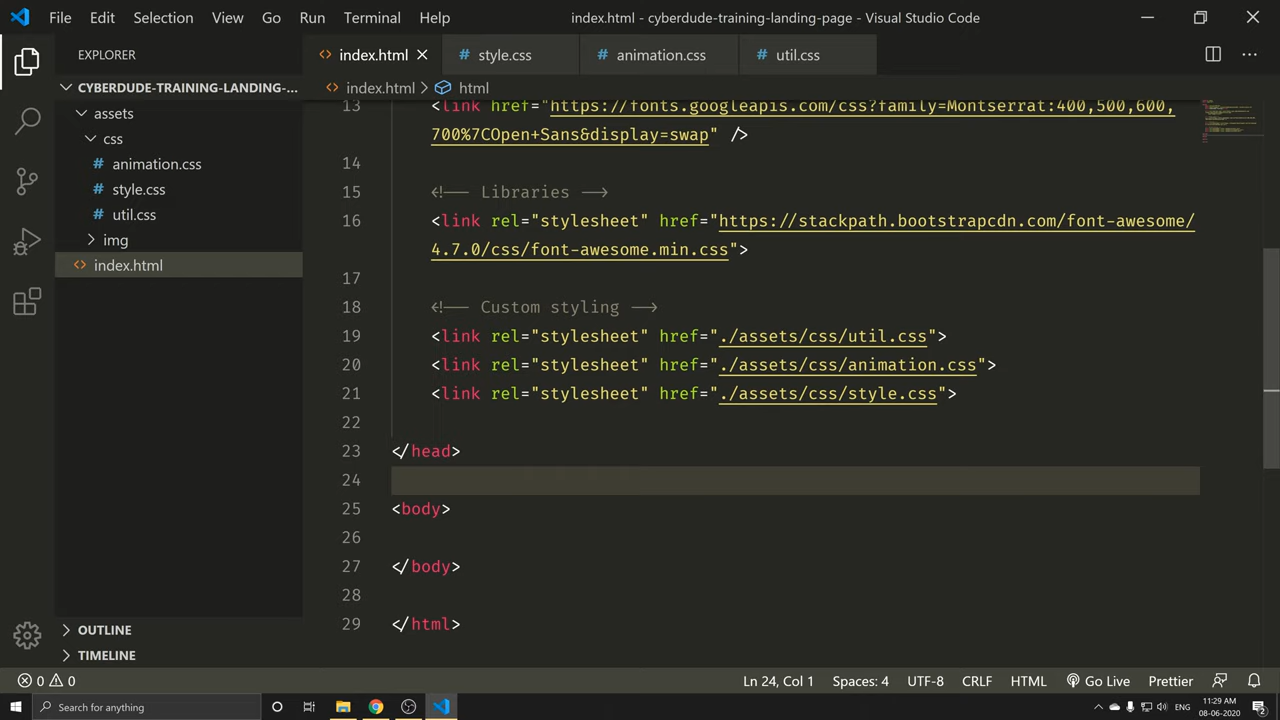 File Edit Selection View Go Run Terminal Help index.html - cyberdude-training-landing-page - Visual Studio Code
EXPLORER
index.html # style.css # animation.css # util.css
CYBERDUDE-TRAINING-LANDING-...
index.html > html
assets
css
# animation.css
# style.css
# util.css
img
index.html
OUTLINE
TIMELINE
13 <link href="https://fonts.googleapis.com/css?family=Montserrat:400,500,600,
700%7COpen+Sans&display=swap" />
14
15 <!-- Libraries -->
16 <link rel="stylesheet" href="https://stackpath.bootstrapcdn.com/font-awesome/
4.7.0/css/font-awesome.min.css">
17
18 <!-- Custom styling -->
19 <link rel="stylesheet" href="./assets/css/util.css">
20 <link rel="stylesheet" href="./assets/css/animation.css">
21 <link rel="stylesheet" href="./assets/css/style.css">
22
23 </head>
24
25 <body>
26
27 </body>
28
29 </html>
0 0 Ln 24, Col 1 Spaces: 4 UTF-8 CRLF HTML Go Live Prettier
Search for anything ENG 11:29 AM
08-06-2020 2